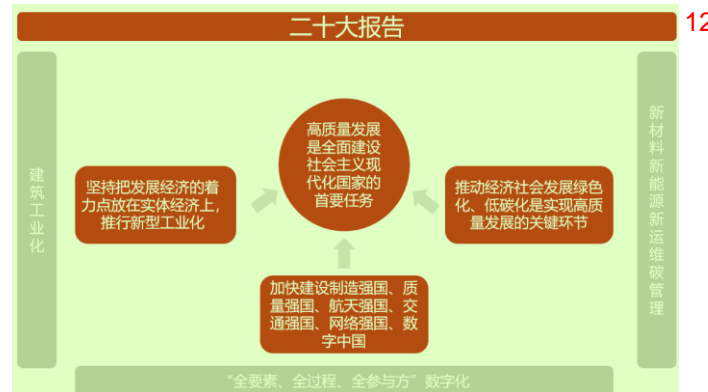 二十大报告
12
高质量发展
是全面建设
社会主义现
代化国家的
首要任务
建筑工业化
坚持把发展经济的着
力点放在实体经济上，
推行新型工业化
推动经济社会发展绿色
化、低碳化是实现高质
量发展的关键环节
新材料新能源新运维碳管理
加快建设制造强国、质
量强国、航天强国、交
通强国、网络强国、数
字中国
“全要素、全过程、全参与方”数字化